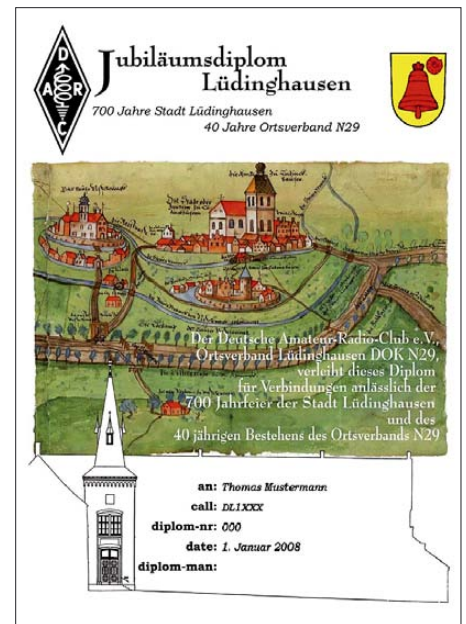 D
A R
C
Jubiläumsdiplom
Lüdinghausen
700 Jahre Stadt Lüdinghausen
40 Jahre Ortsverband N29
Der Deutsche Amateur-Radio-Club e.V.,
Ortsverband Lüdinghausen DOK N29,
verleiht dieses Diplom
für Verbindungen anlässlich der
700 Jahrfeier der Stadt Lüdinghausen
und des
40 jährigen Bestehens des Ortsverbands N29
an: Thomas Mustermann
call: DL1XXX
diplom-nr: 000
date: 1. Januar 2008
diplom-man: